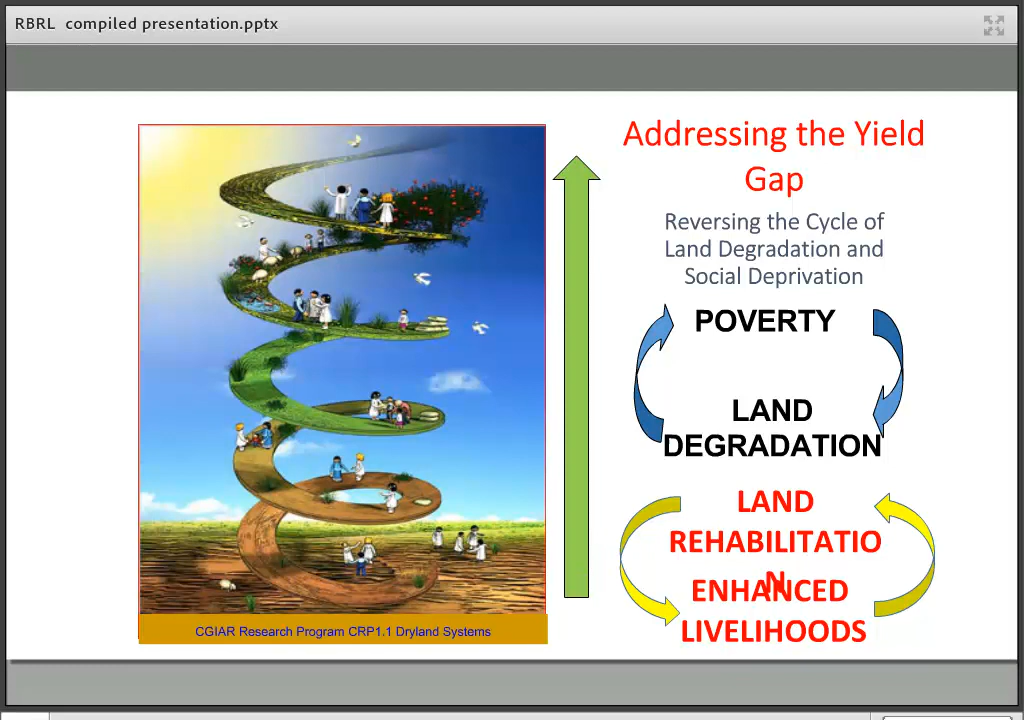 RBRL compiled presentation.pptx
Addressing the Yield
Gap
Reversing the Cycle of
Land Degradation and
Social Deprivation
POVERTY
LAND
DEGRADATION
LAND
REHABILITATIO
N
ENHANCED
LIVELIHOODS
CGIAR Research Program CRP1.1 Dryland Systems